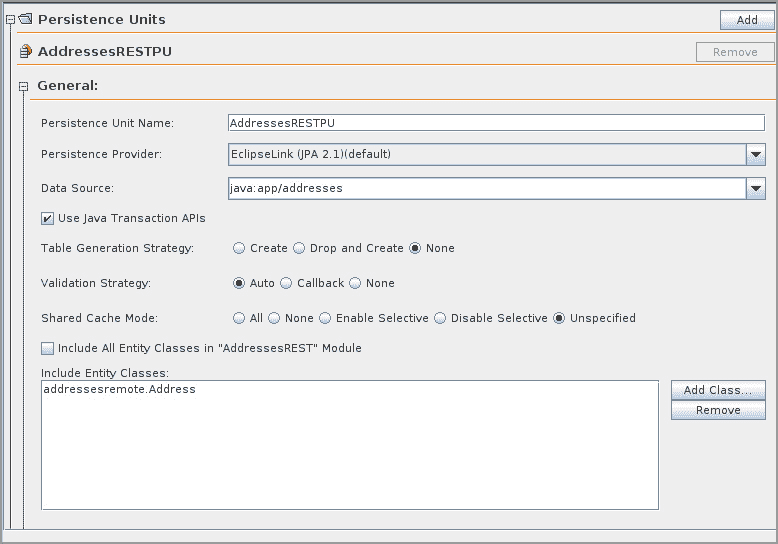 Persistence Units
Add
AddressesRESTPU
Remove
General:
Persistence Unit Name: AddressesRESTPU
Persistence Provider: EclipseLink (JPA 2.1)(default)
Data Source: java:app/addresses
Use Java Transaction APIs
Table Generation Strategy: Create Drop and Create None
Validation Strategy: Auto Callback None
Shared Cache Mode: All None Enable Selective Disable Selective Unspecified
Include All Entity Classes in "AddressesREST" Module
Include Entity Classes:
addressesremote.Address
Add Class...
Remove